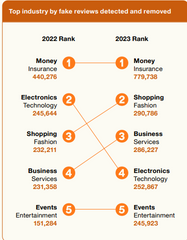 Top industry by fake reviews detected and removed
2022 Rank
2023 Rank
Money
Insurance
440,276
1
1
Money
Insurance
779,738
Electronics
Technology
245,644
2
2
Shopping
Fashion
290,786
Shopping
Fashion
232,211
3
3
Business
Services
286,227
Business
Services
231,358
4
4
Electronics
Technology
252,867
Events
Entertainment
151,284
5
5
Events
Entertainment
245,923